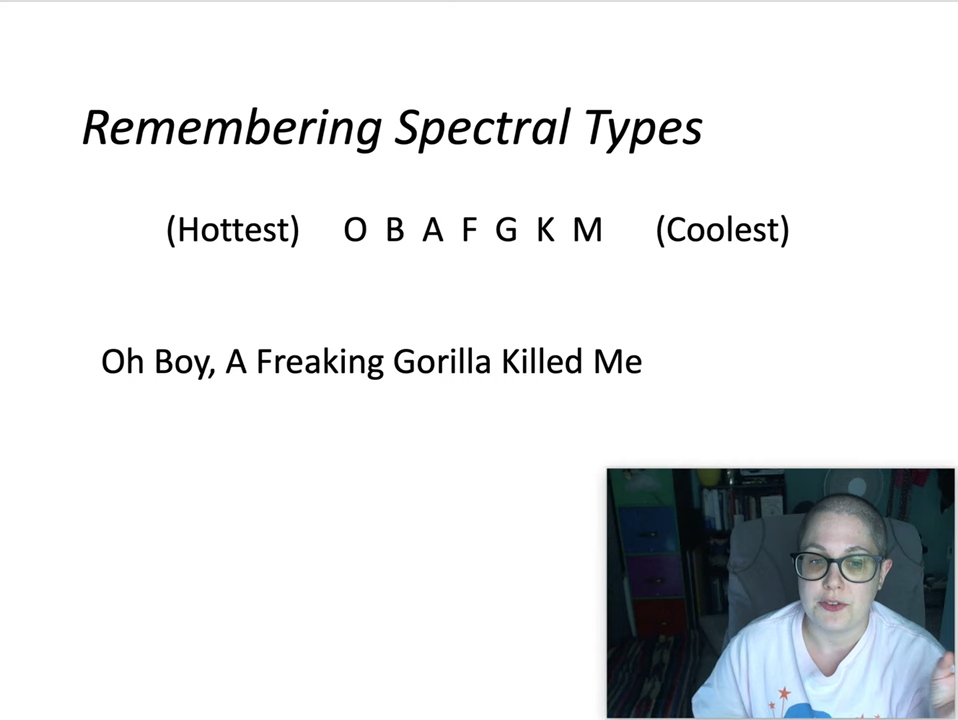 Remembering Spectral Types
(Hottest) O B A F G K M (Coolest)
Oh Boy, A Freaking Gorilla Killed Me